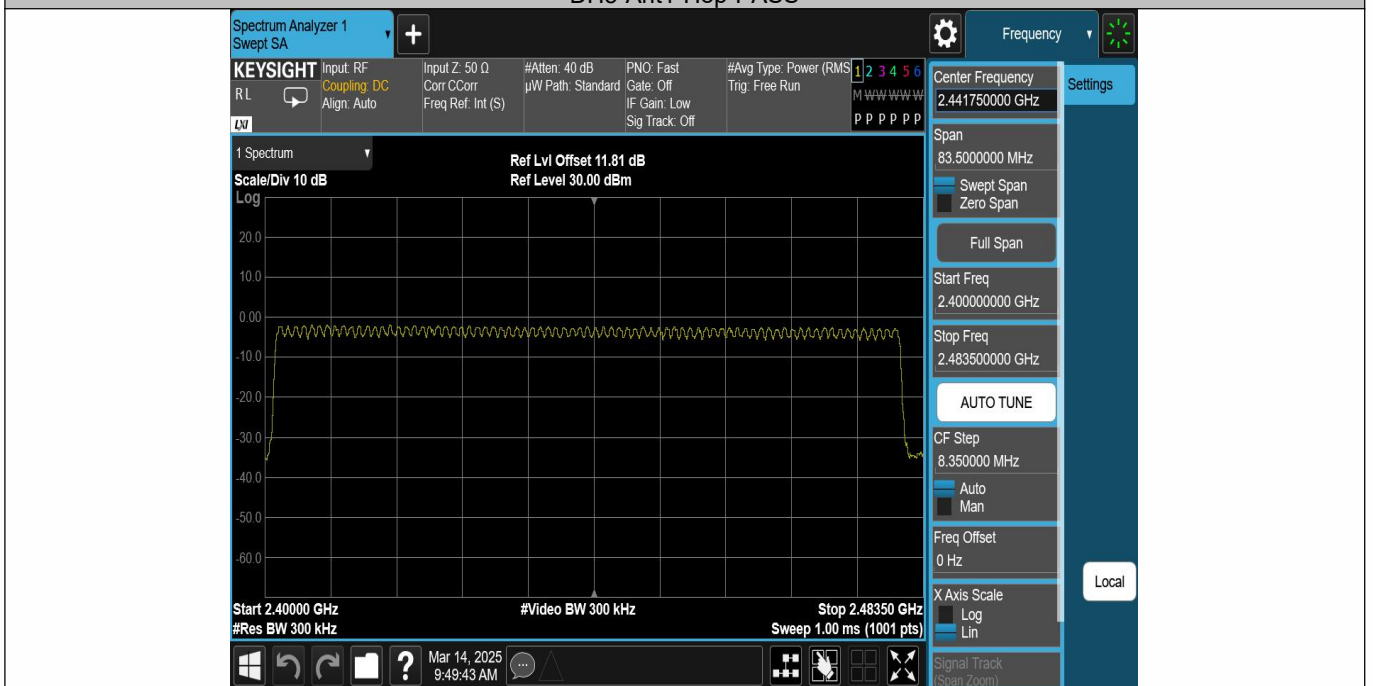 Spectrum Analyzer 1
Swept SA
+
Frequency
KEYSIGHT
RL
LXI
Input: RF
Coupling: DC
Align: Auto
Input Z: 50 Ω
Corr CCorr
Freq Ref: Int (S)
#Atten: 40 dB
µW Path: Standard
PNO: Fast
Gate: Off
IF Gain: Low
Sig Track: Off
#Avg Type: Power (RMS
Trig: Free Run
1 2 3 4 5 6
M W W W W W
P P P P P P
1 Spectrum
Scale/Div 10 dB
Log
Ref Lvl Offset 11.81 dB
Ref Level 30.00 dBm
20.0
10.0
0.00
-10.0
-20.0
-30.0
-40.0
-50.0
-60.0
Start 2.40000 GHz
#Res BW 300 kHz
#Video BW 300 kHz
Stop 2.48350 GHz
Sweep 1.00 ms (1001 pts)
Center Frequency
2.441750000 GHz
Settings
Span
83.5000000 MHz
Swept Span
Zero Span
Full Span
Start Freq
2.400000000 GHz
Stop Freq
2.483500000 GHz
AUTO TUNE
CF Step
8.350000 MHz
Auto
Man
Freq Offset
0 Hz
X Axis Scale
Log
Lin
Local
Signal Track
(Span Zoom)
?
Mar 14, 2025
9:49:43 AM